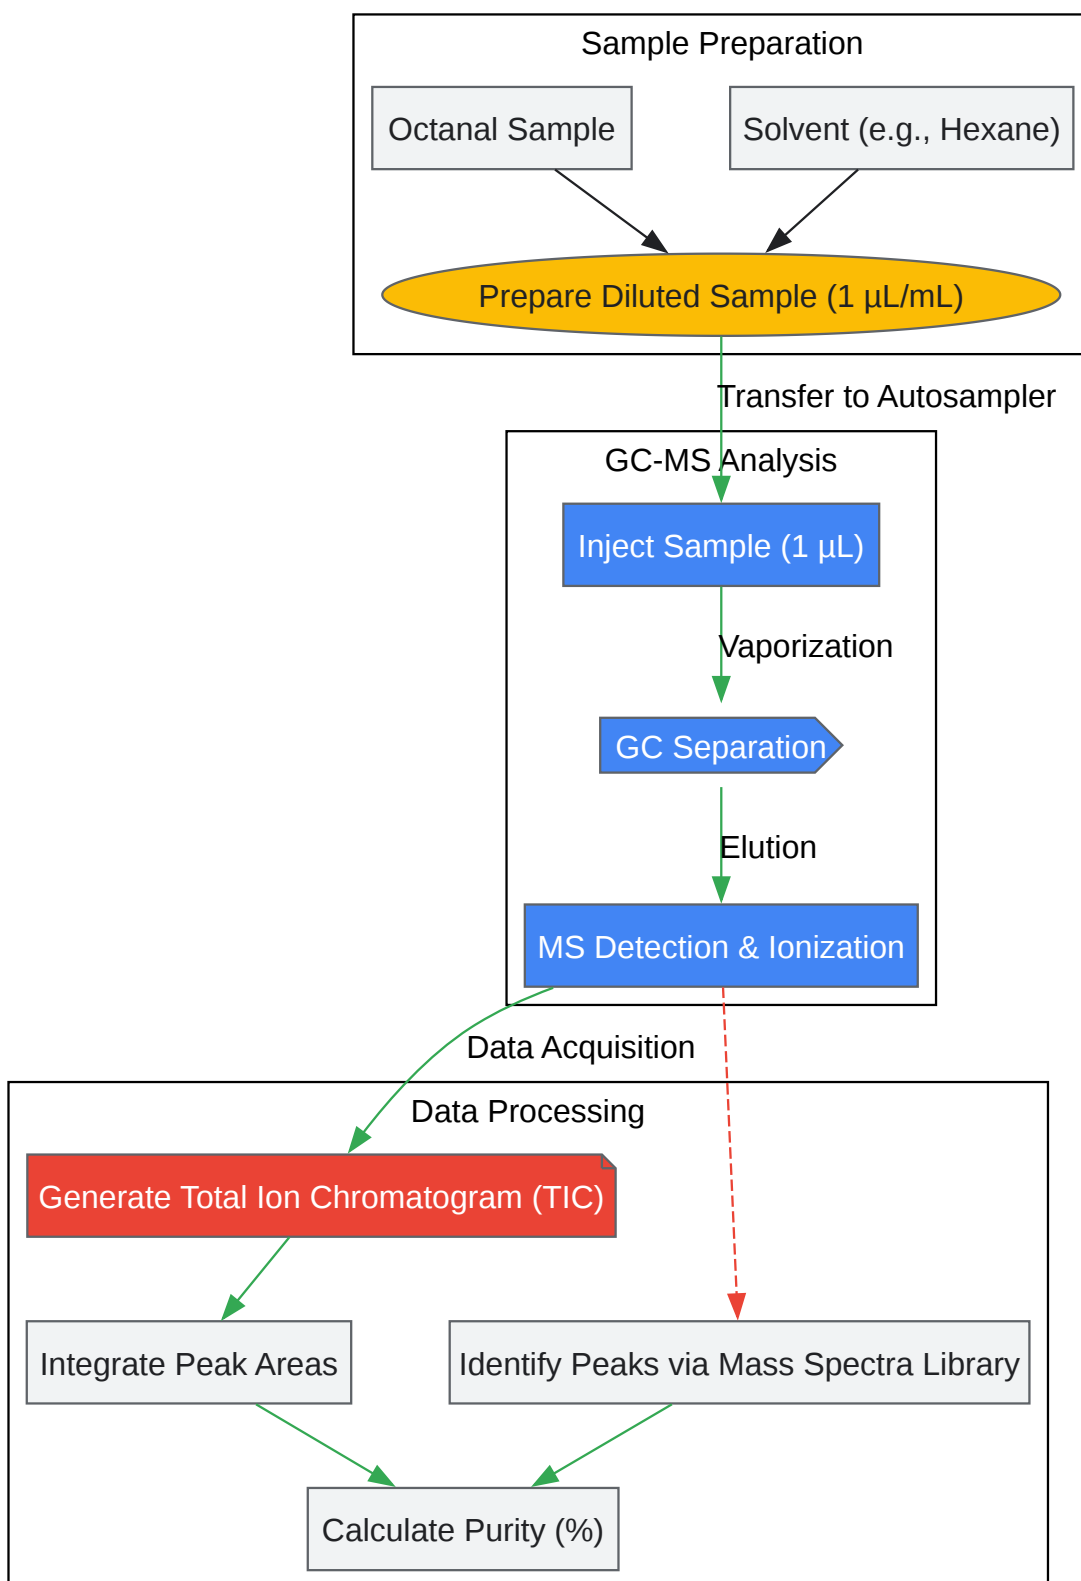 Sample Preparation
Octanal Sample
Solvent (e.g., Hexane)
Prepare Diluted Sample (1 µL/mL)
Transfer to Autosampler
GC-MS Analysis
Inject Sample (1 µL)
Vaporization
GC Separation
Elution
MS Detection & Ionization
Data Acquisition
Data Processing
Generate Total Ion Chromatogram (TIC)
Integrate Peak Areas
Identify Peaks via Mass Spectra Library
Calculate Purity (%)